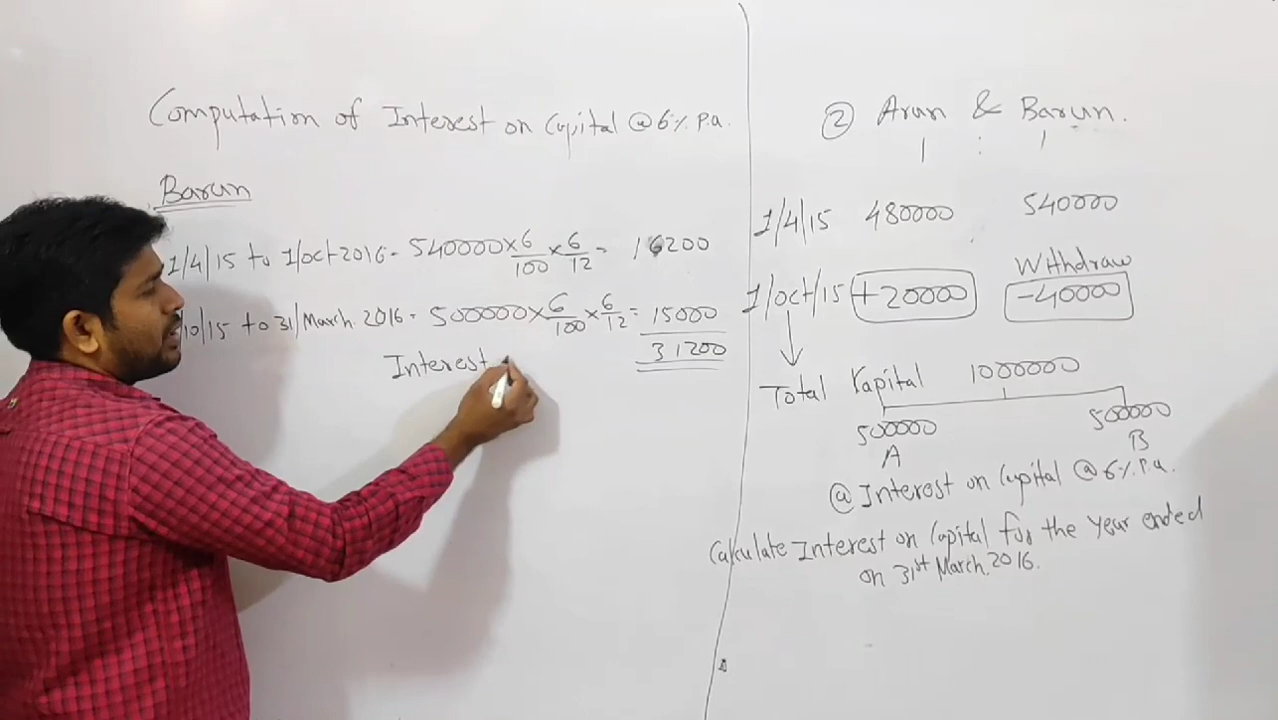 Computation of Interest on Capital @ 6% P.a.
Barun
1/4/15 to 1/Oct 2016 = 540000 × 6/100 × 6/12 = 16200
/10/15 to 31/March. 2016 = 500000 × 6/100 × 6/12 = 15000
31200
Interest
② Arun & Barun.
1/4/15 480000 540000
Withdraw
1/Oct/15 +20000 -40000
Total Kapital 1000000
500000 500000
A B
@ Interest on Capital @ 6% P.a.
Calculate Interest on Capital for the Year ended
on 31st March, 2016.